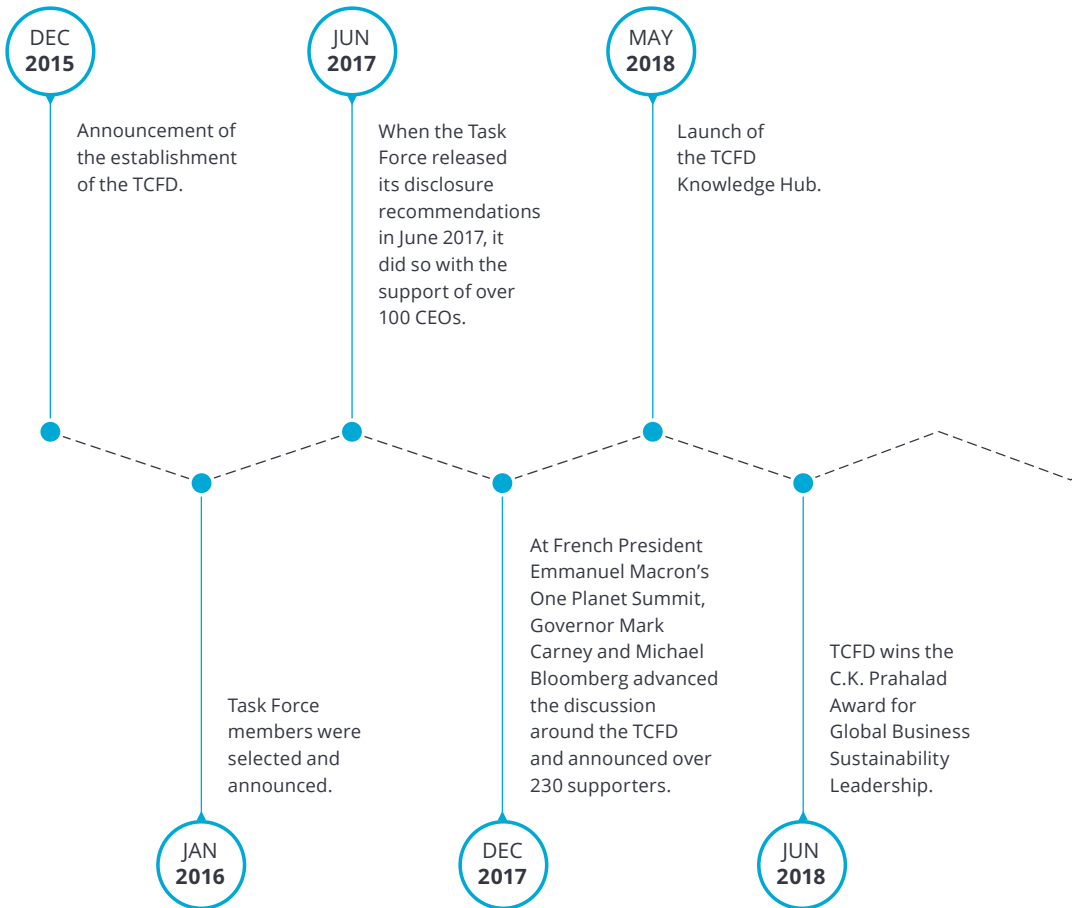 DEC
2015
Announcement of
the establishment
of the TCFD.
JAN
2016
Task Force
members were
selected and
announced.
JUN
2017
When the Task
Force released
its disclosure
recommendations
in June 2017, it
did so with the
support of over
100 CEOs.
DEC
2017
At French President
Emmanuel Macron’s
One Planet Summit,
Governor Mark
Carney and Michael
Bloomberg advanced
the discussion
around the TCFD
and announced over
230 supporters.
MAY
2018
Launch of
the TCFD
Knowledge Hub.
JUN
2018
TCFD wins the
C.K. Prahalad
Award for
Global Business
Sustainability
Leadership.